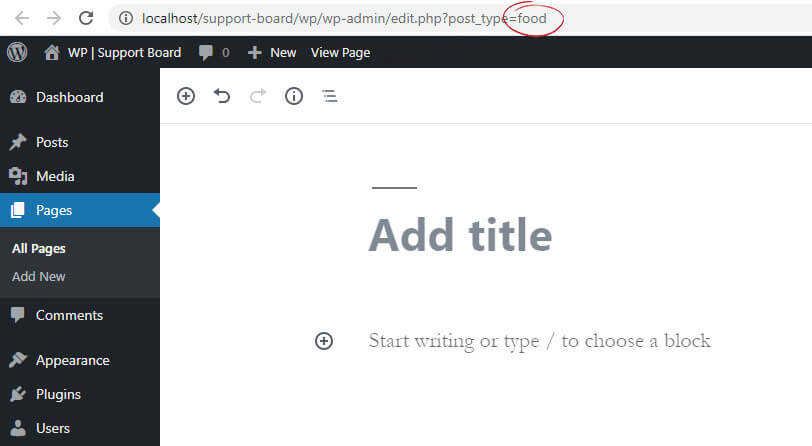 localhost/support-board/wp/wp-admin/edit.php?post_type=food
WP | Support Board 0 New View Page
Dashboard
Posts
Media
Pages
All Pages
Add New
Comments
Appearance
Plugins
Users
Add title
Start writing or type / to choose a block